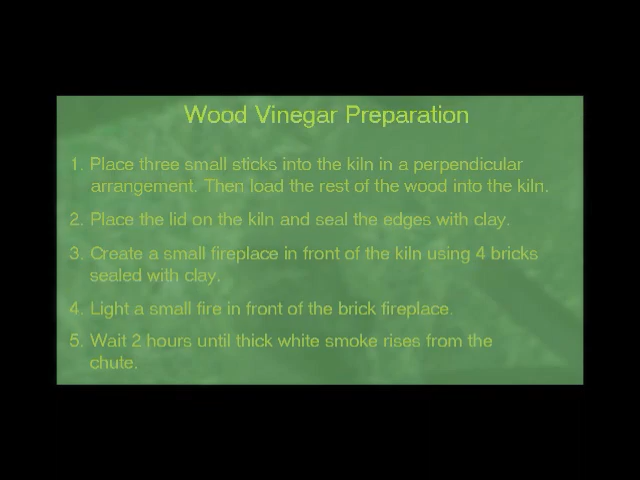 Wood Vinegar Preparation
1. Place three small sticks into the kiln in a perpendicular
arrangement. Then load the rest of the wood into the kiln.
2. Place the lid on the kiln and seal the edges with clay.
3. Create a small fireplace in front of the kiln using 4 bricks
sealed with clay.
4. Light a small fire in front of the brick fireplace.
5. Wait 2 hours until thick white smoke rises from the
chute.